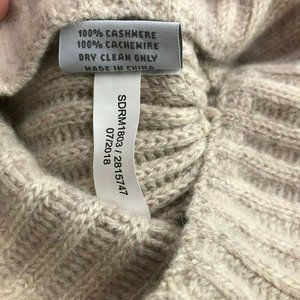 100% CASHMERE
100% CACHEMIRE
DRY CLEAN ONLY
MADE IN CHINA
SDRM1803 / 2815747
07/2018